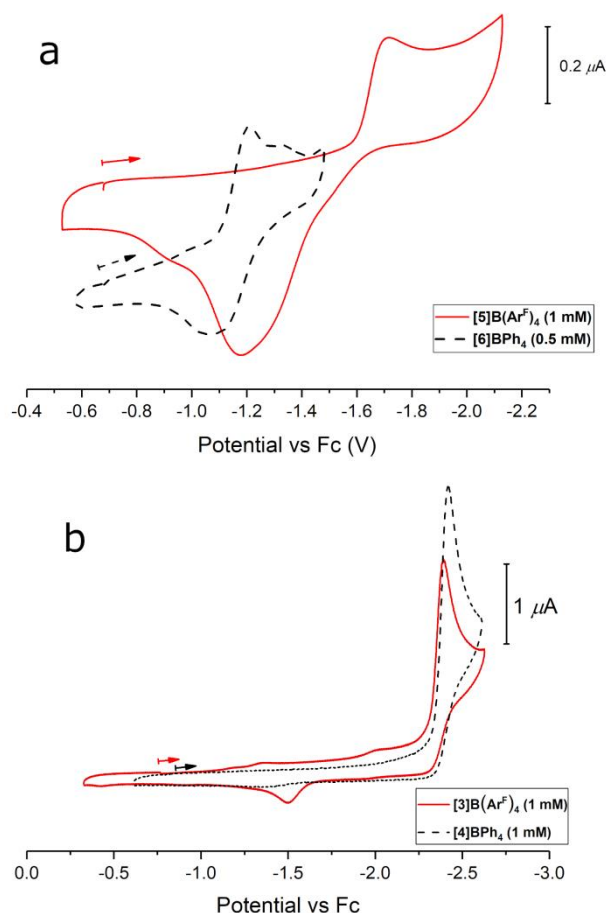 a
0.2 μA
[5]B(Ar^F)₄ (1 mM)
[6]BPh₄ (0.5 mM)
-0.4 -0.6 -0.8 -1.0 -1.2 -1.4 -1.6 -1.8 -2.0 -2.2
Potential vs Fc (V)
b
1 μA
[3]B(Ar^F)₄ (1 mM)
[4]BPh₄ (1 mM)
0.0 -0.5 -1.0 -1.5 -2.0 -2.5 -3.0
Potential vs Fc